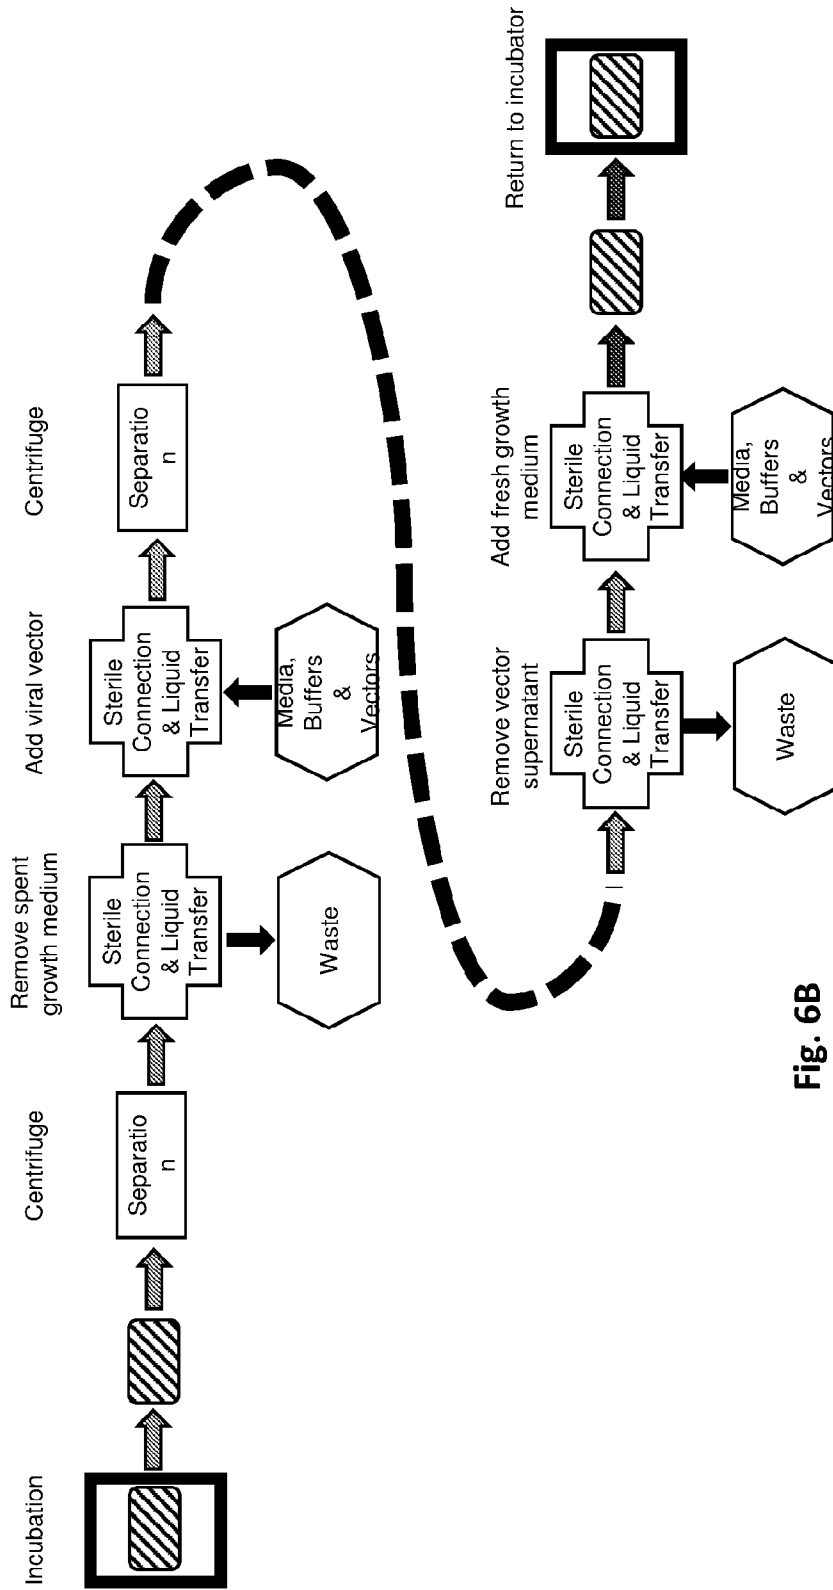 Incubation
Centrifuge
Separatio
n
Remove spent
growth medium
Sterile
Connection
& Liquid
Transfer
Waste
Add viral vector
Sterile
Connection
& Liquid
Transfer
Media,
Buffers
&
Vectors
Centrifuge
Separatio
n
Remove vector
supernatant
Sterile
Connection
& Liquid
Transfer
Waste
Add fresh growth
medium
Sterile
Connection
& Liquid
Transfer
Media,
Buffers
&
Vectors
Return to incubator
Fig. 6B